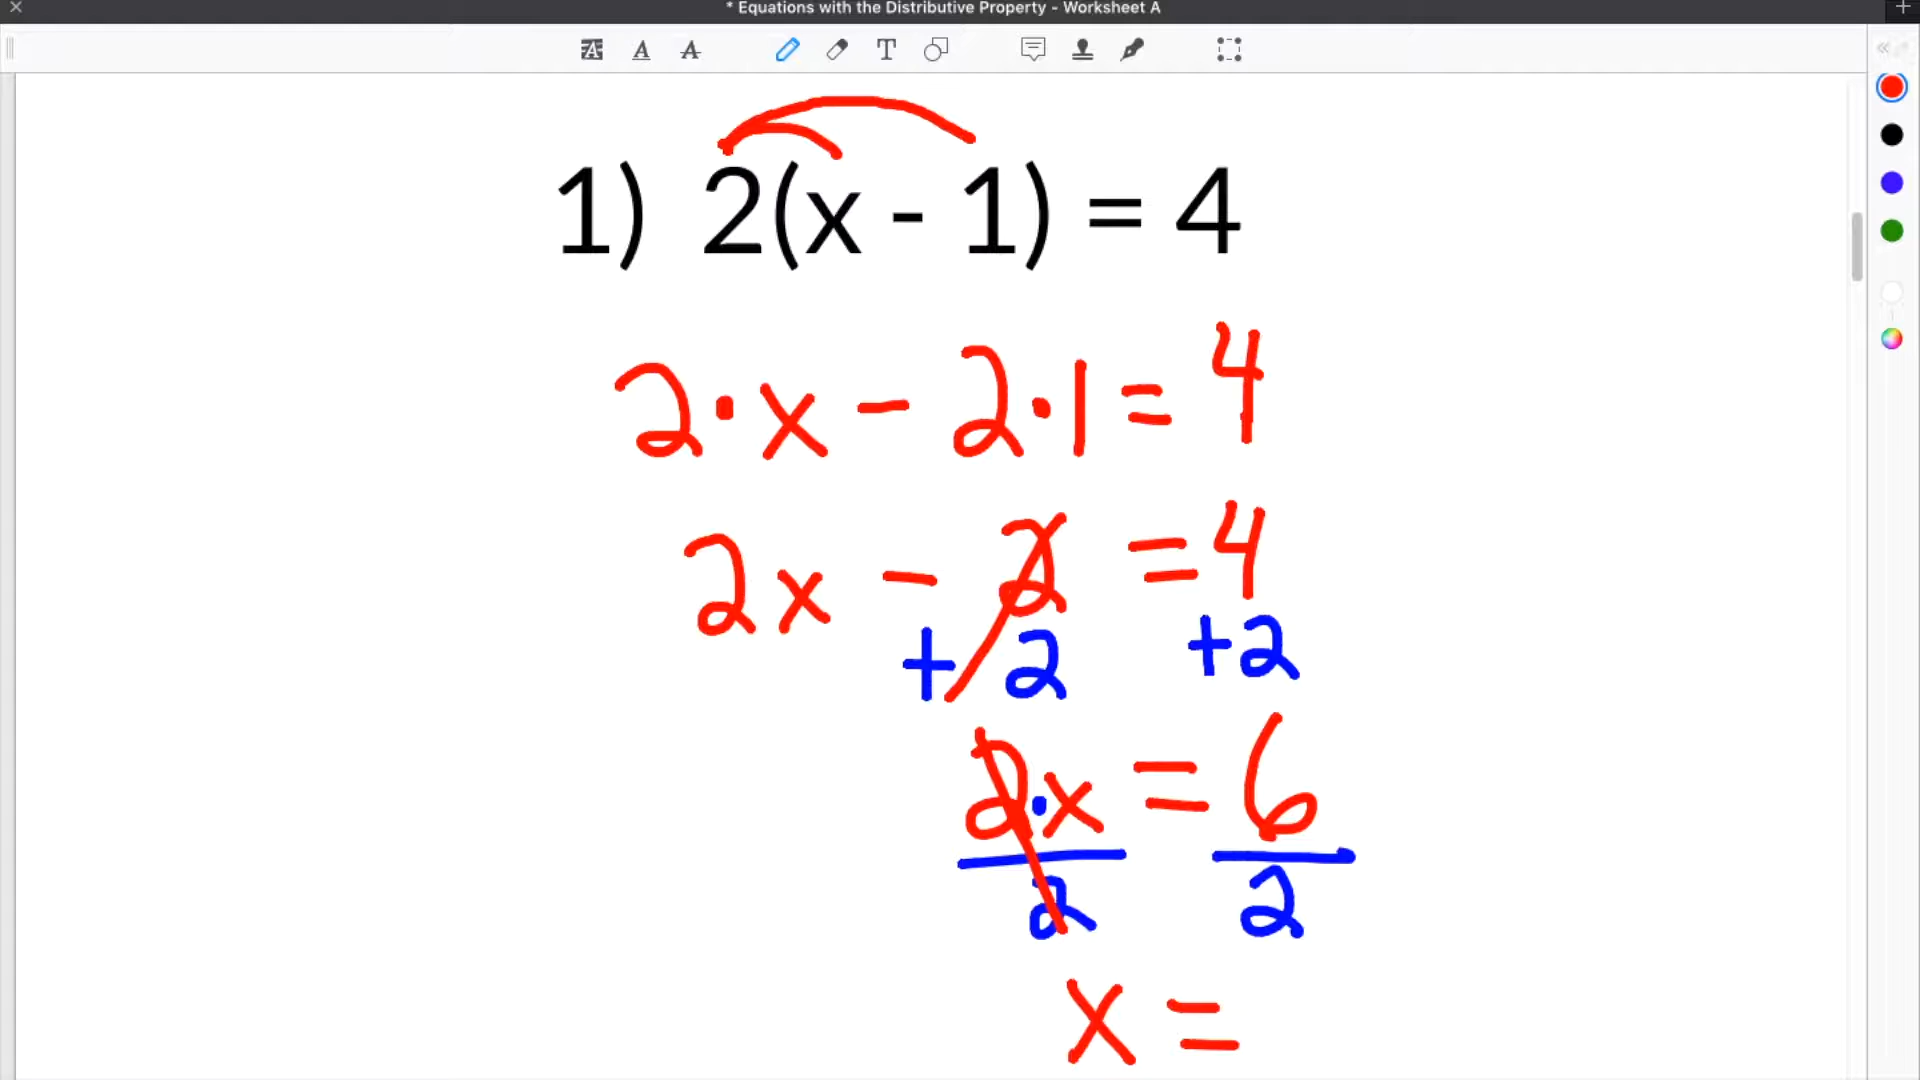 * Equations with the Distributive Property - Worksheet A
1) 2(x - 1) = 4
2·x - 2·1 = 4
2x - 2 = 4
+ 2 +2
2·x = 6
2 2
x =